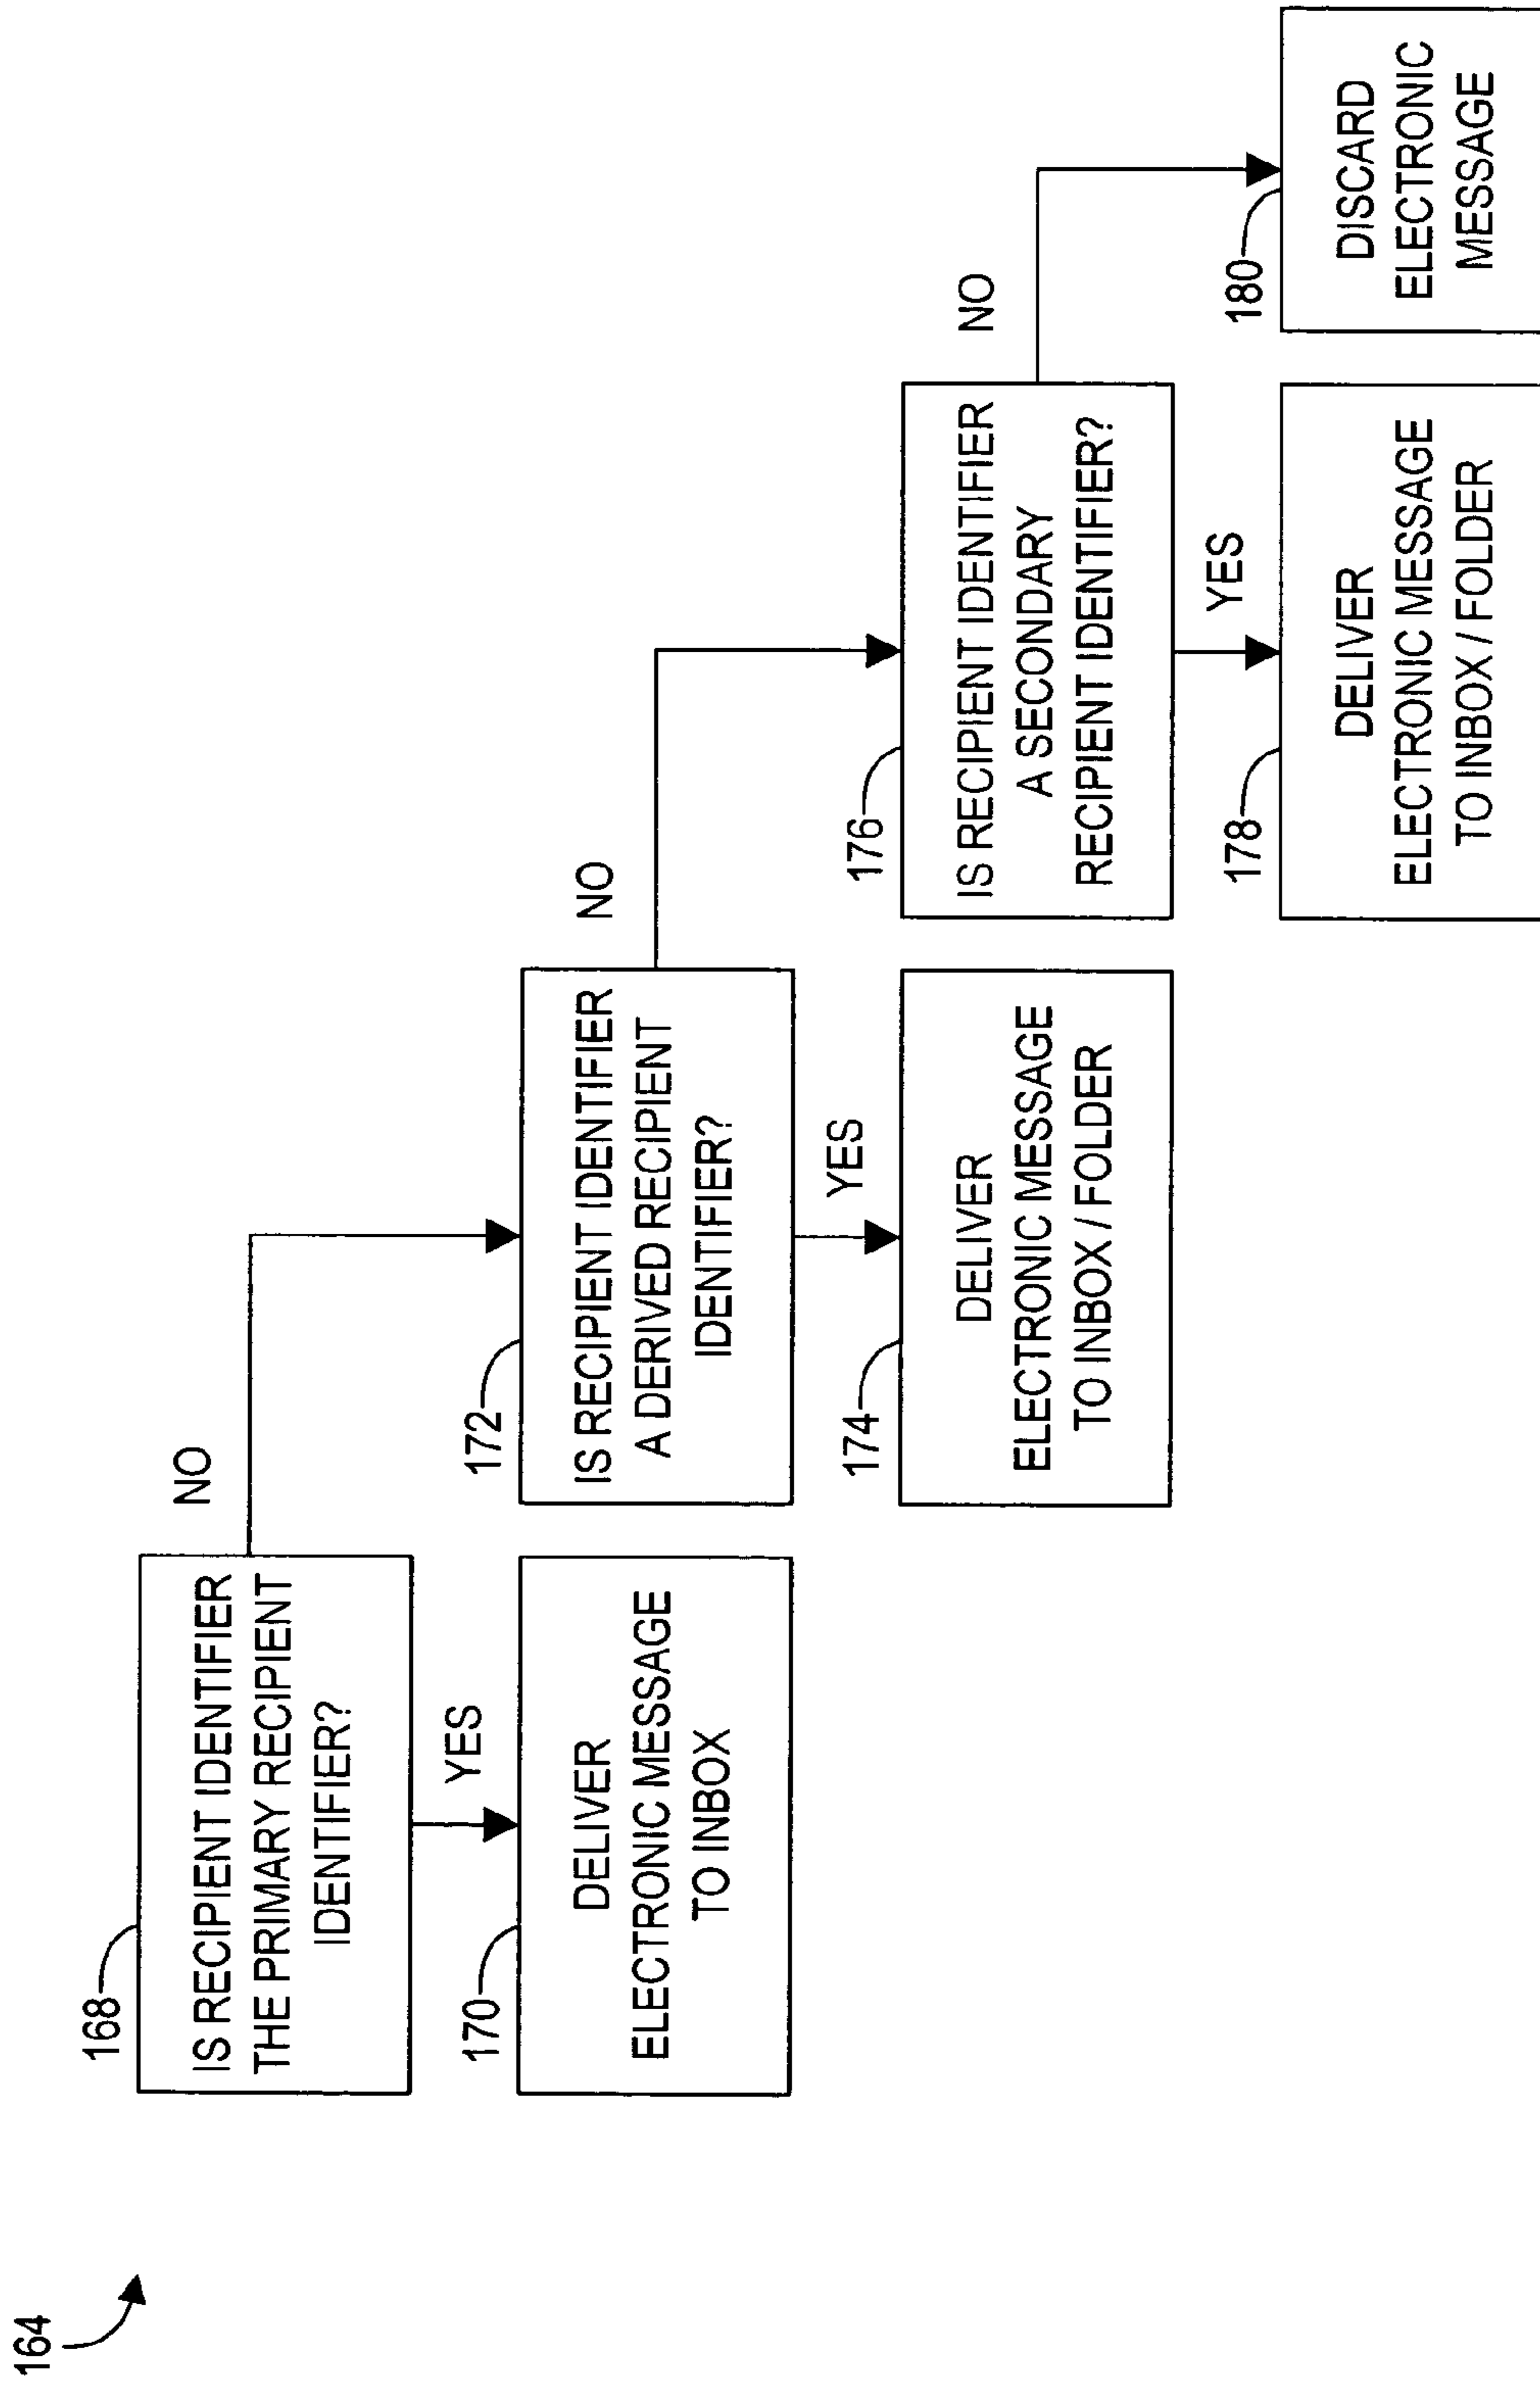 164
168
IS RECIPIENT IDENTIFIER
THE PRIMARY RECIPIENT
IDENTIFIER?
NO
YES
170
DELIVER
ELECTRONIC MESSAGE
TO INBOX
172
IS RECIPIENT IDENTIFIER
A DERIVED RECIPIENT
IDENTIFIER?
NO
YES
174
DELIVER
ELECTRONIC MESSAGE
TO INBOX / FOLDER
176
IS RECIPIENT IDENTIFIER
A SECONDARY
RECIPIENT IDENTIFIER?
NO
YES
178
DELIVER
ELECTRONIC MESSAGE
TO INBOX / FOLDER
180
DISCARD
ELECTRONIC
MESSAGE